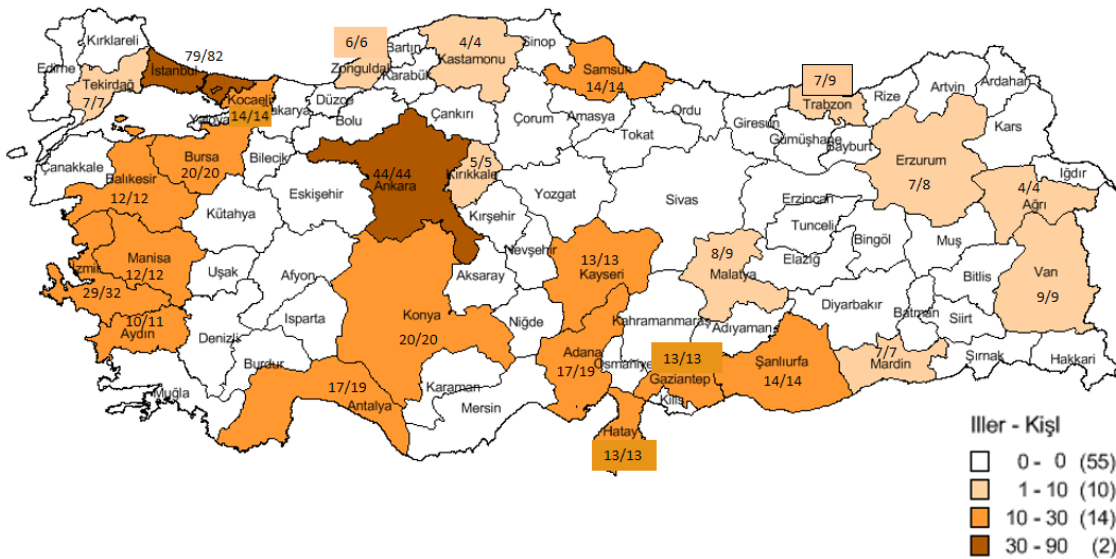 Kırklareli
Edirne
Tekirdağ
7/7
79/82
İstanbul
Kocaeli
14/14
akarya
Yalova
Düzce
Bolu
6/6
Zonguldak
Bartın
Karabük
4/4
Kastamonu
Sinop
Samsun
14/14
Çankırı
Çorum
Amasya
Tokat
Ordu
Giresun
7/9
Trabzon
Gümüşhane
Bayburt
Rize
Artvin
Ardahan
Kars
Iğdır
Erzurum
7/8
4/4
Ağrı
Çanakkale
Balıkesir
12/12
Bursa
20/20
Bilecik
Eskişehir
Kütahya
44/44
Ankara
5/5
Kırıkkale
Kırşehir
Yozgat
Sivas
Erzincan
Tunceli
Bingöl
Elazığ
Muş
Bitlis
Van
9/9
İzmir
29/32
Manisa
12/12
Uşak
Afyon
10/11
Aydın
Denizli
Isparta
Burdur
Muğla
17/19
Antalya
Konya
20/20
Aksaray
Nevşehir
Niğde
13/13
Kayseri
Karaman
Mersin
Adana
17/19
Osmaniye
Kahramanmaraş
8/9
Malatya
Adıyaman
Diyarbakır
Batman
Siirt
Şırnak
Hakkari
7/7
Mardin
Şanlıurfa
14/14
13/13
Gaziantep
Kilis
Hatay
13/13
Iller - Kişl
0 - 0 (55)
1 - 10 (10)
10 - 30 (14)
30 - 90 (2)